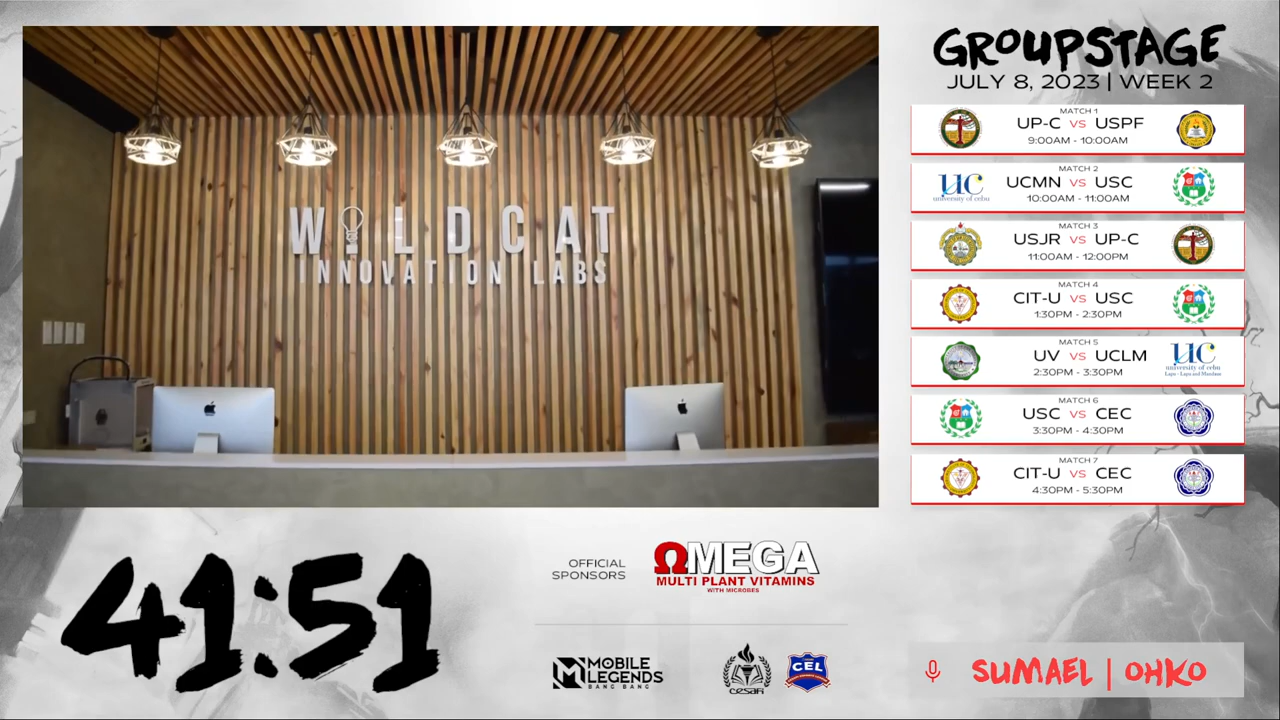 WILDCAT
INNOVATION LABS
GROUPSTAGE
JULY 8, 2023 | WEEK 2
MATCH 1
UP-C VS USPF
9:00AM - 10:00AM
MATCH 2
UC
university of cebu
UCMN VS USC
10:00AM - 11:00AM
MATCH 3
USJR VS UP-C
11:00AM - 12:00PM
MATCH 4
CIT-U VS USC
1:30PM - 2:30PM
MATCH 5
UV VS UCLM
2:30PM - 3:30PM
UC
university of cebu
Lapu - Lapu and Mandaue
MATCH 6
USC VS CEC
3:30PM - 4:30PM
MATCH 7
CIT-U VS CEC
4:30PM - 5:30PM
41:51
OFFICIAL
SPONSORS
ΩMEGA
MULTI PLANT VITAMINS
WITH MICROBES
MOBILE
LEGENDS
BANG BANG
cesafi
CEL
SUMAEL | OHKO